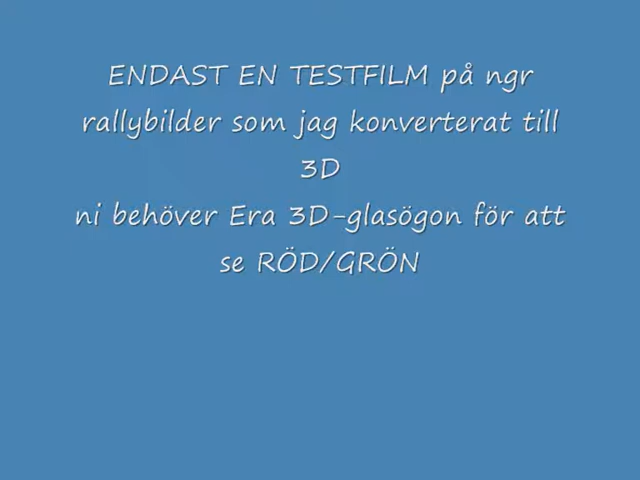 ENDAST EN TESTFILM på ngr
rallybilder som jag konverterat till
3D
ni behöver Era 3D-glasögon för att
se RÖD/GRÖN